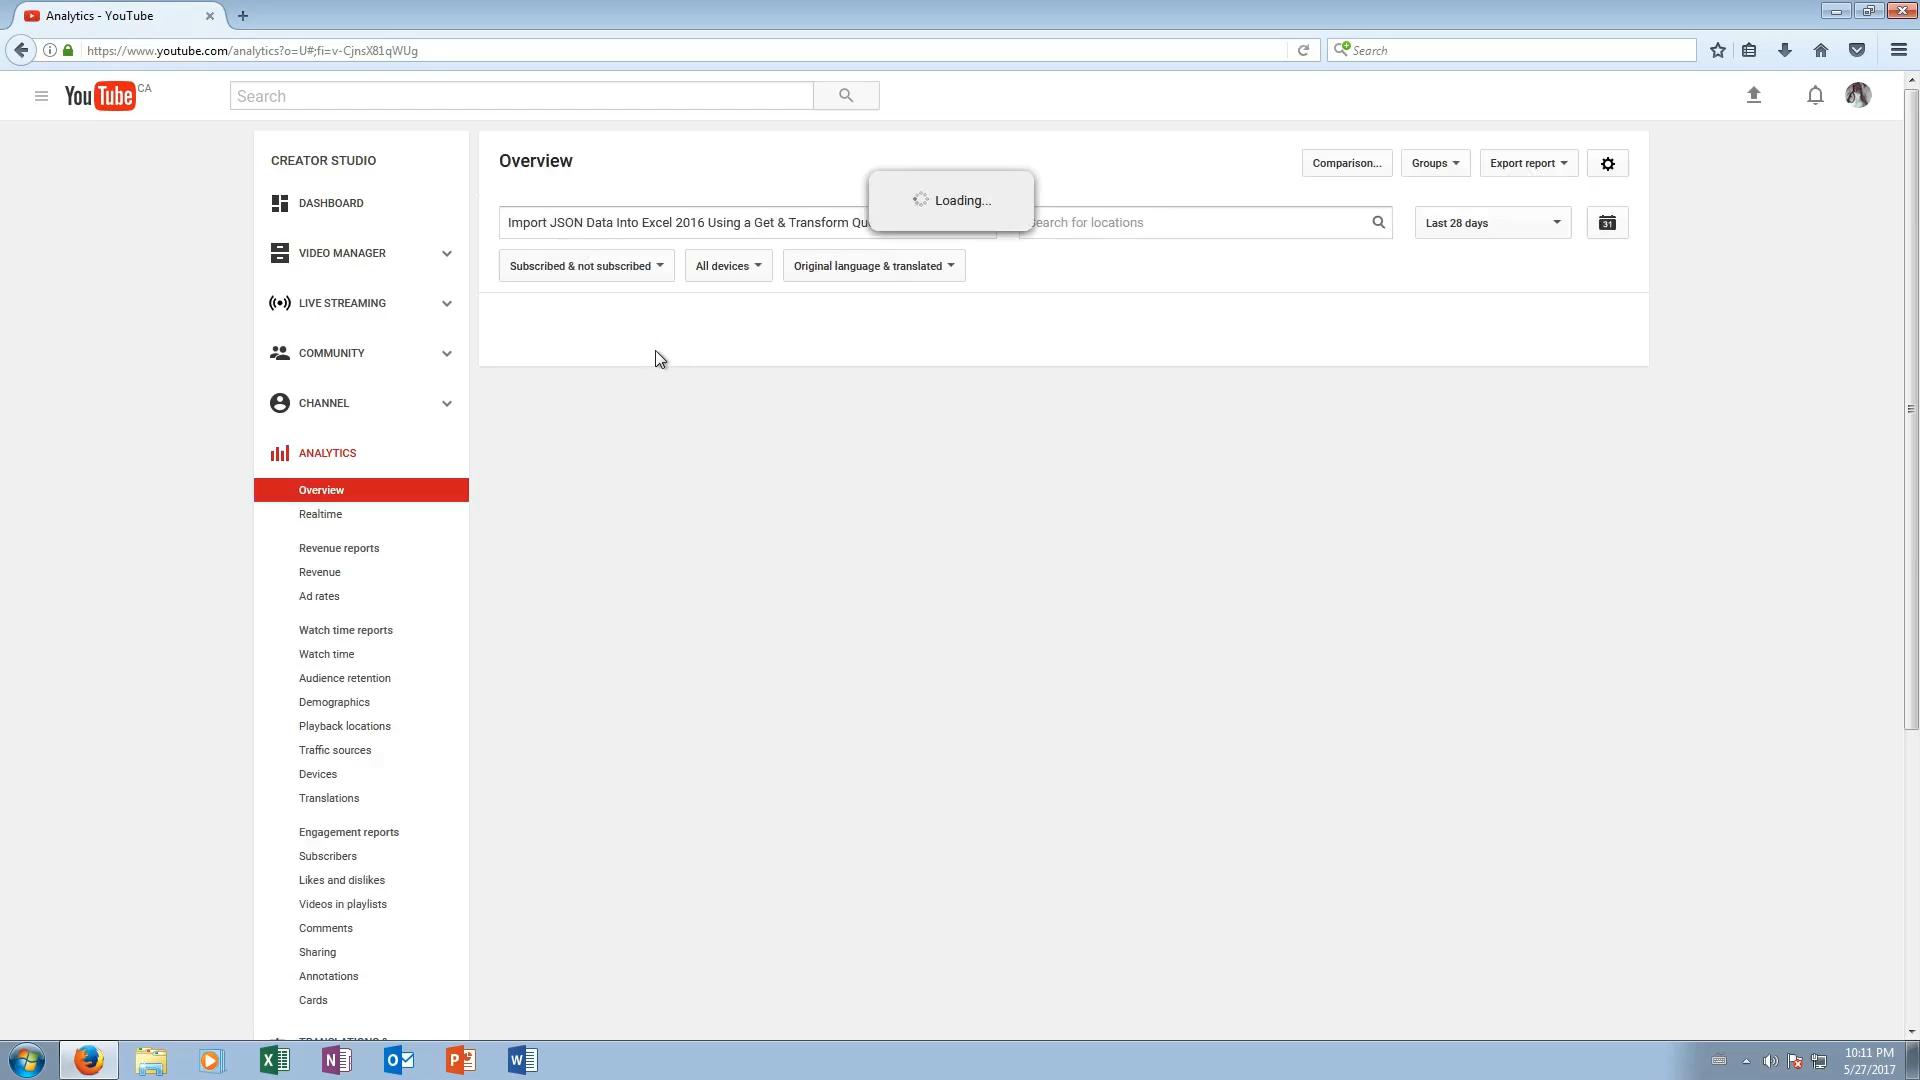 Analytics - YouTube
https://www.youtube.com/analytics?o=U#;fi=v-CjnsX81qWUg
Search
YouTube CA
Search
CREATOR STUDIO
DASHBOARD
VIDEO MANAGER
LIVE STREAMING
COMMUNITY
CHANNEL
ANALYTICS
Overview
Realtime
Revenue reports
Revenue
Ad rates
Watch time reports
Watch time
Audience retention
Demographics
Playback locations
Traffic sources
Devices
Translations
Engagement reports
Subscribers
Likes and dislikes
Videos in playlists
Comments
Sharing
Annotations
Cards
Overview
Comparison...
Groups
Export report
Loading...
Import JSON Data Into Excel 2016 Using a Get & Transform
for locations
Last 28 days
31
Subscribed & not subscribed
All devices
Original language & translated
10:11 PM
5/27/2017